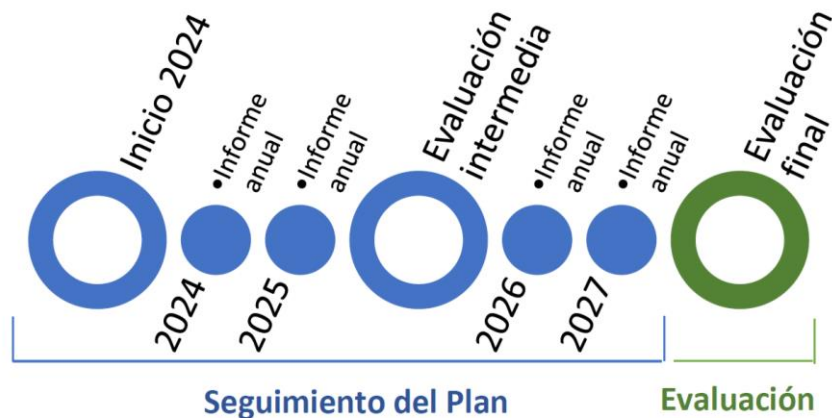 Inicio 2024
•Informe
anual
•Informe
anual
Evaluación
intermedia
•Informe
anual
•Informe
anual
Evaluación
final
2024
2025
2026
2027
Seguimiento del Plan
Evaluación